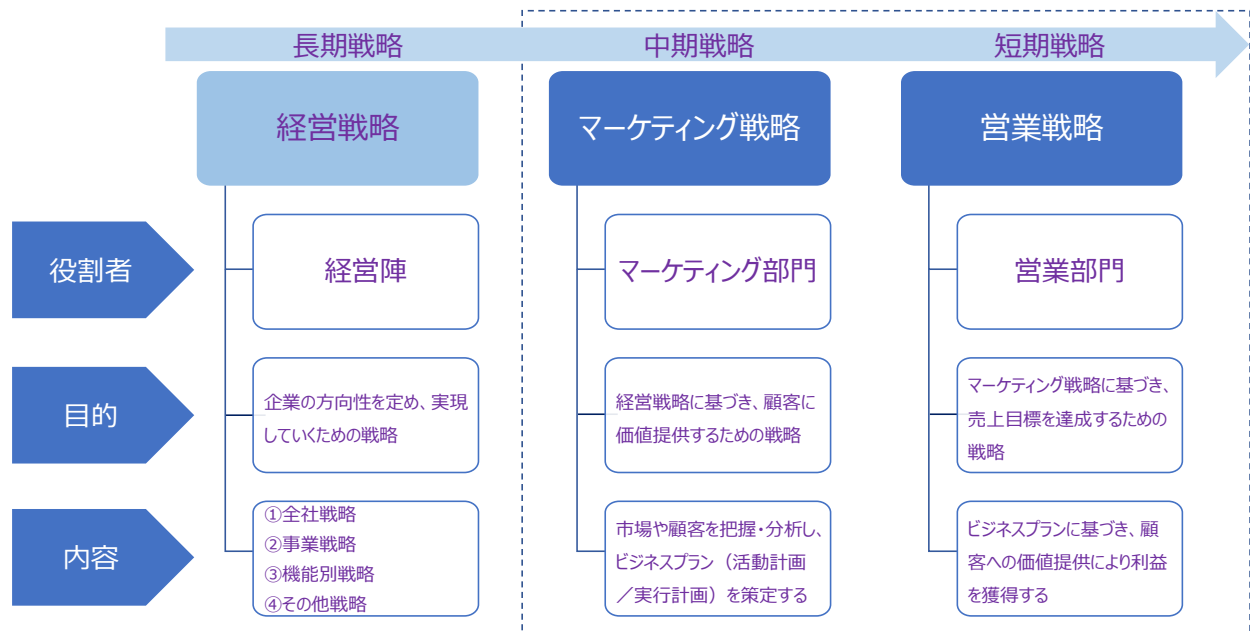 長期戦略
中期戦略
短期戦略
経営戦略
マーケティング戦略
営業戦略
役割者
経営陣
マーケティング部門
営業部門
目的
企業の方向性を定め、実現
していくための戦略
経営戦略に基づき、顧客に
価値提供するための戦略
マーケティング戦略に基づき、
売上目標を達成するための
戦略
内容
①全社戦略
②事業戦略
③機能別戦略
④その他戦略
市場や顧客を把握・分析し、
ビジネスプラン（活動計画
／実行計画）を策定する
ビジネスプランに基づき、顧
客への価値提供により利益
を獲得する